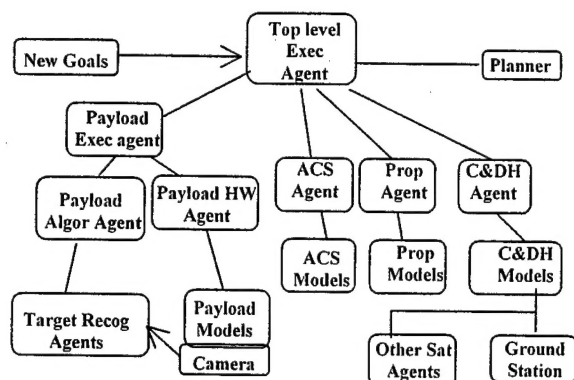 Top level
Exec
Agent
New Goals
Planner
Payload
Exec agent
ACS
Agent
Prop
Agent
C&DH
Agent
Payload
Algor Agent
Payload HW
Agent
ACS
Models
Prop
Models
C&DH
Models
Target Recog
Agents
Payload
Models
Camera
Other Sat
Agents
Ground
Station